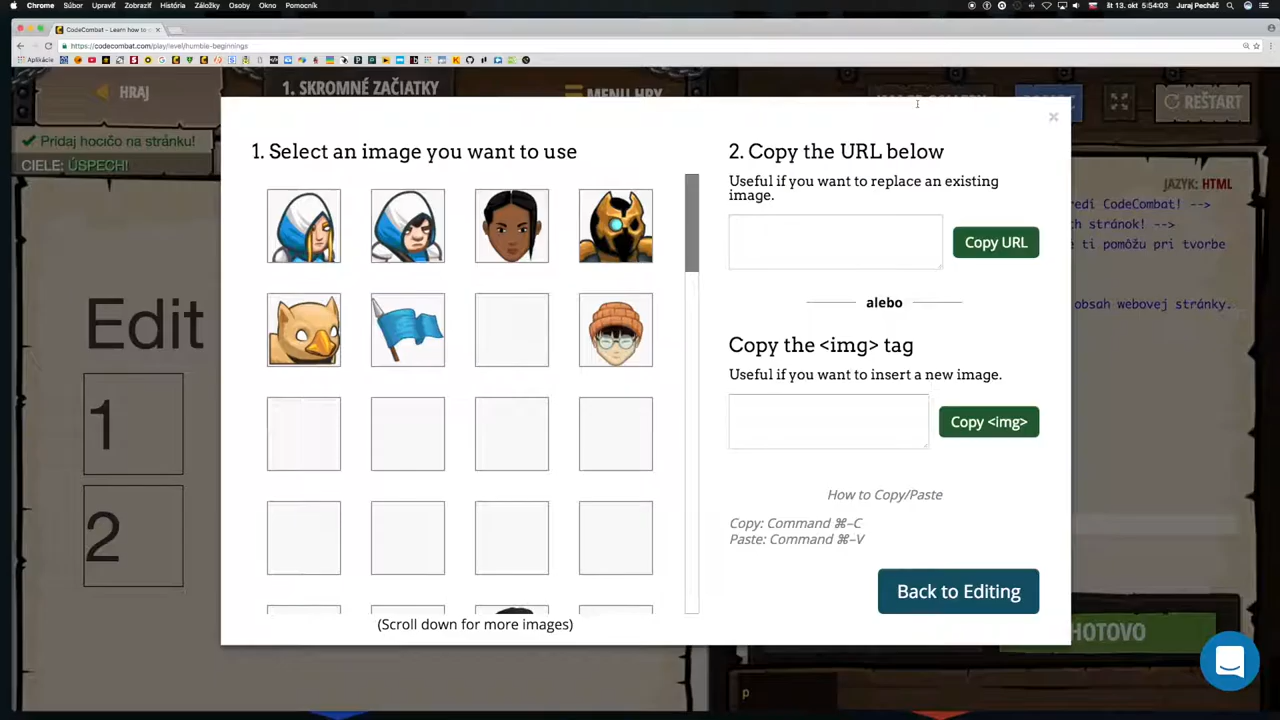 Chrome Súbor Upraviť Zobraziť História Záložky Osoby Okno Pomocník
št 13. okt 5:54:03 Juraj Pecháč
CodeCombat - Learn how to c
https://codecombat.com/play/level/humble-beginnings
Aplikácie
HRAJ
1. SKROMNÉ ZAČIATKY
MENU HRY
REŠTART
Pridaj hocičo na stránku!
CIELE: ÚSPECH!
JAZYK: HTML
redí CodeCombat! -->
h stránok! -->
e ti pomôžu pri tvorbe
obsah webovej stránky.
Edit
1
2
1. Select an image you want to use
(Scroll down for more images)
2. Copy the URL below
Useful if you want to replace an existing
image.
Copy URL
alebo
Copy the <img> tag
Useful if you want to insert a new image.
Copy <img>
How to Copy/Paste
Copy: Command ⌘–C
Paste: Command ⌘–V
Back to Editing
HOTOVO
p